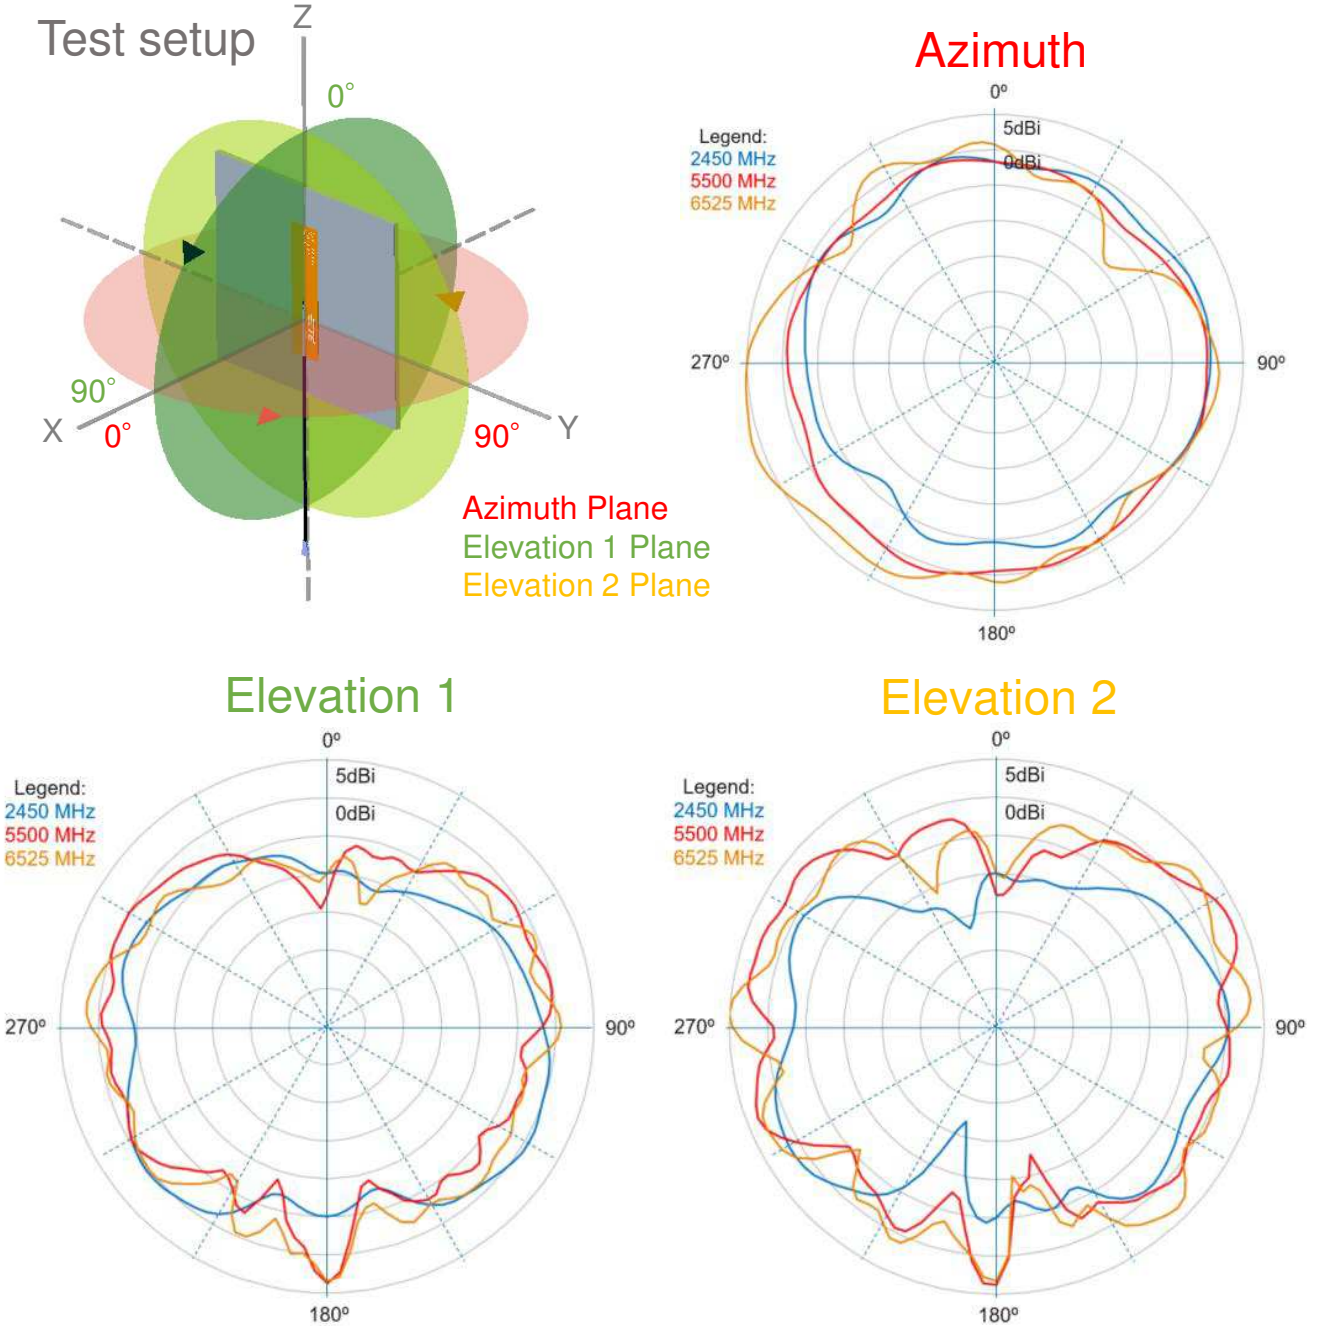 Test setup
Z
0°
90°
X
0°
90°
Y
Azimuth Plane
Elevation 1 Plane
Elevation 2 Plane
Azimuth
0º
5dBi
0dBi
Legend:
2450 MHz
5500 MHz
6525 MHz
270º
90º
180º
Elevation 1
0º
5dBi
0dBi
Legend:
2450 MHz
5500 MHz
6525 MHz
270º
90º
180º
Elevation 2
0º
5dBi
0dBi
Legend:
2450 MHz
5500 MHz
6525 MHz
270º
90º
180º